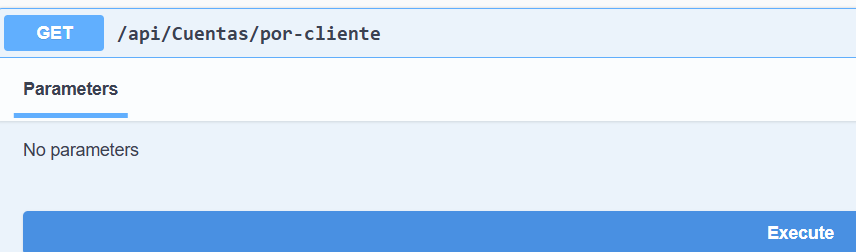 GET /api/Cuentas/por-cliente
Parameters
No parameters
Execute